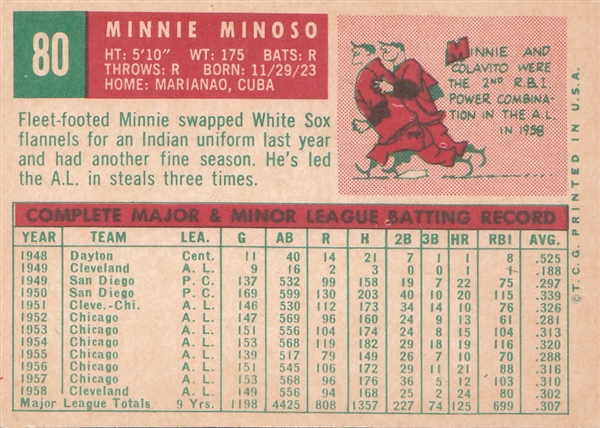 80
MINNIE MINOSO
HT: 5'10" WT: 175 BATS: R
THROWS: R BORN: 11/29/23
HOME: MARIANAO, CUBA
Fleet-footed Minnie swapped White Sox
flannels for an Indian uniform last year
and had another fine season. He's led
the A.L. in steals three times.
MINNIE AND
COLAVITO WERE
THE 2ND R.B.I.
POWER COMBINA-
TION IN THE A.L.
IN 1958
COMPLETE MAJOR & MINOR LEAGUE BATTING RECORD
YEAR TEAM LEA. G AB R H 2B 3B HR RBI AVG.
1948 Dayton Cent. 11 40 14 21 7 1 1 8 .525
1949 Cleveland A. L. 9 16 2 3 0 0 1 1 .188
1949 San Diego P. C. 137 532 99 158 19 7 22 75 .297
1950 San Diego P. C. 169 599 130 203 40 10 20 115 .339
1951 Cleve.-Chi. A. L. 146 530 112 173 34 14 10 76 .326
1952 Chicago A. L. 147 569 96 160 24 9 13 61 .281
1953 Chicago A. L. 151 556 104 174 24 8 15 104 .313
1954 Chicago A. L. 153 568 119 182 29 18 19 116 .320
1955 Chicago A. L. 139 517 79 149 18 7 10 70 .288
1956 Chicago A. L. 151 545 106 172 29 11 21 88 .316
1957 Chicago A. L. 153 568 96 176 36 5 12 103 .310
1958 Cleveland A. L. 149 556 94 168 25 2 24 80 .302
Major League Totals 9 Yrs. 1198 4425 808 1357 227 74 125 699 .307
© T. C. G. PRINTED IN U.S.A.